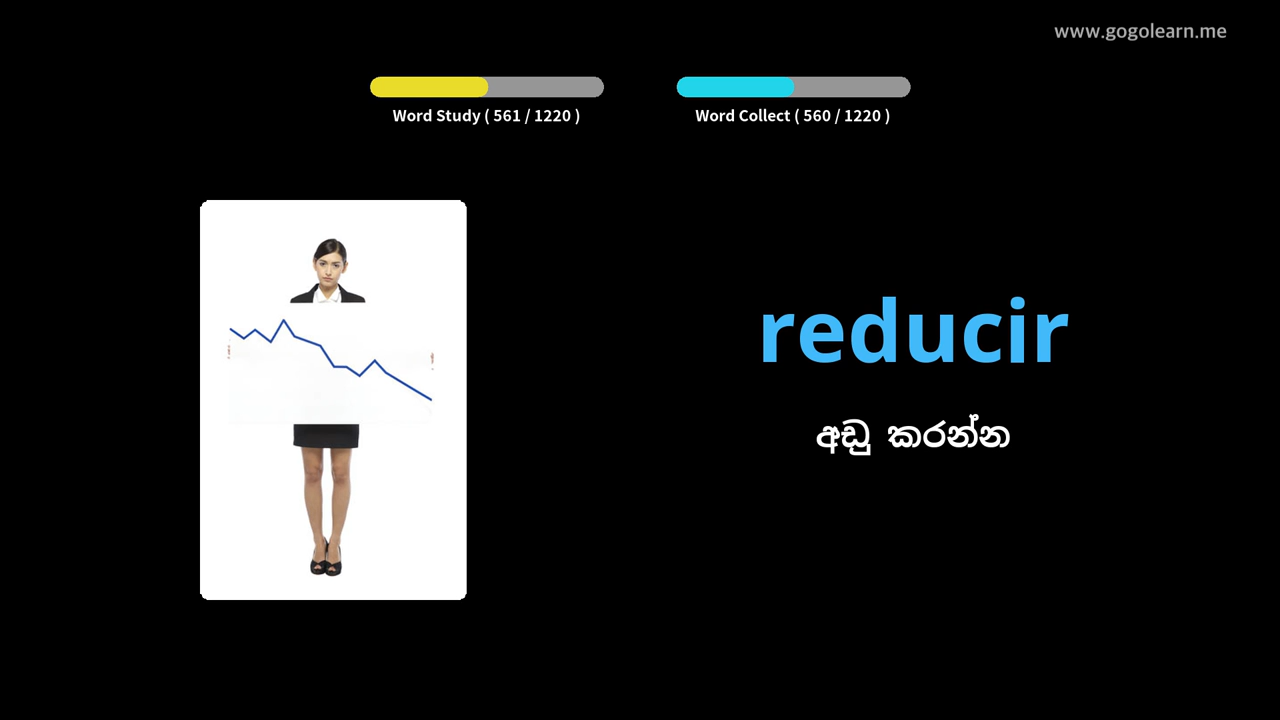 www.gogolearn.me
Word Study ( 561 / 1220 )
Word Collect ( 560 / 1220 )
reducir
අඩු කරන්න